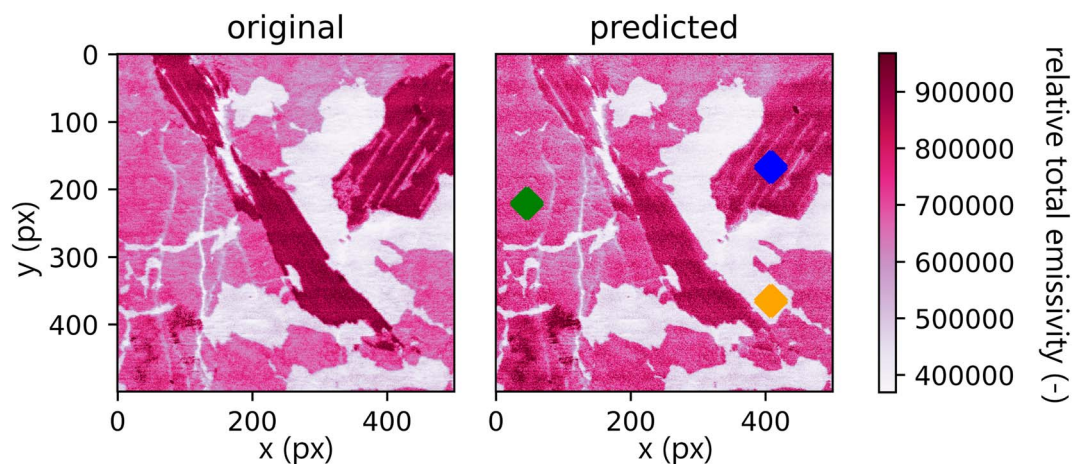 original
predicted
0
100
200
300
400
y (px)
0
200
400
x (px)
0
200
400
x (px)
900000
800000
700000
600000
500000
400000
relative total emissivity (-)